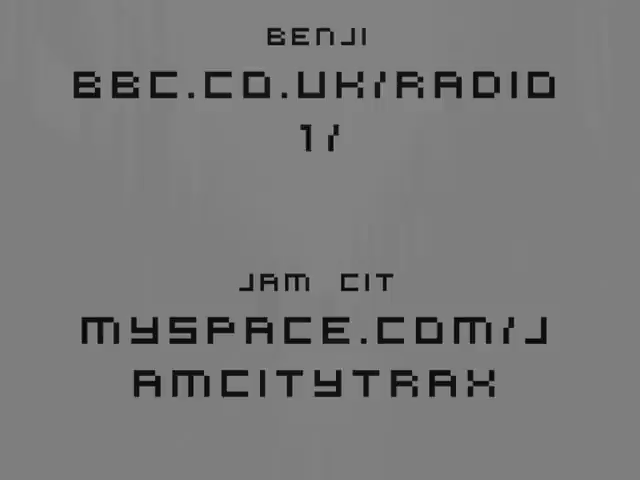 BENJI
BBC.CO.UK/RADIO
1/
JAM CIT
MYSPACE.COM/J
AMCITYTRAX